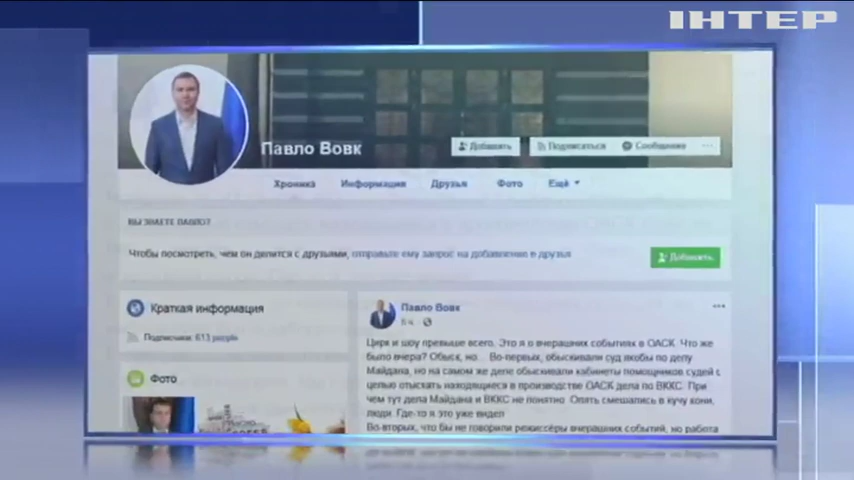 ІНТЕР
Павло Вовк
Добавить
Подписаться
Сообщение
Хроника
Информация
Друзья
Фото
Ещё
ВЫ ЗНАЕТЕ ПАВЛО?
Чтобы посмотреть, чем он делится с друзьями, отправьте ему запрос на добавление в друзья
Добавить
Краткая информация
Подписчики: 613 people
Фото
Павло Вовк
Цирк и шоу превыше всего. Это я о вчерашних событиях в ОАСК. Что же
было вчера? Обыск, но... Во-первых, обыскивали суд якобы по делу
Майдана, но на самом же деле обыскивали кабинеты помощников судей с
целью отыскать находящиеся в производстве ОАСК дела по ВККС. При
чем тут дела Майдана и ВККС не понятно. Опять смешались в кучу кони,
люди. Где-то я это уже видел
Во-вторых, что бы не говорили режиссёры вчерашних событий, но работа